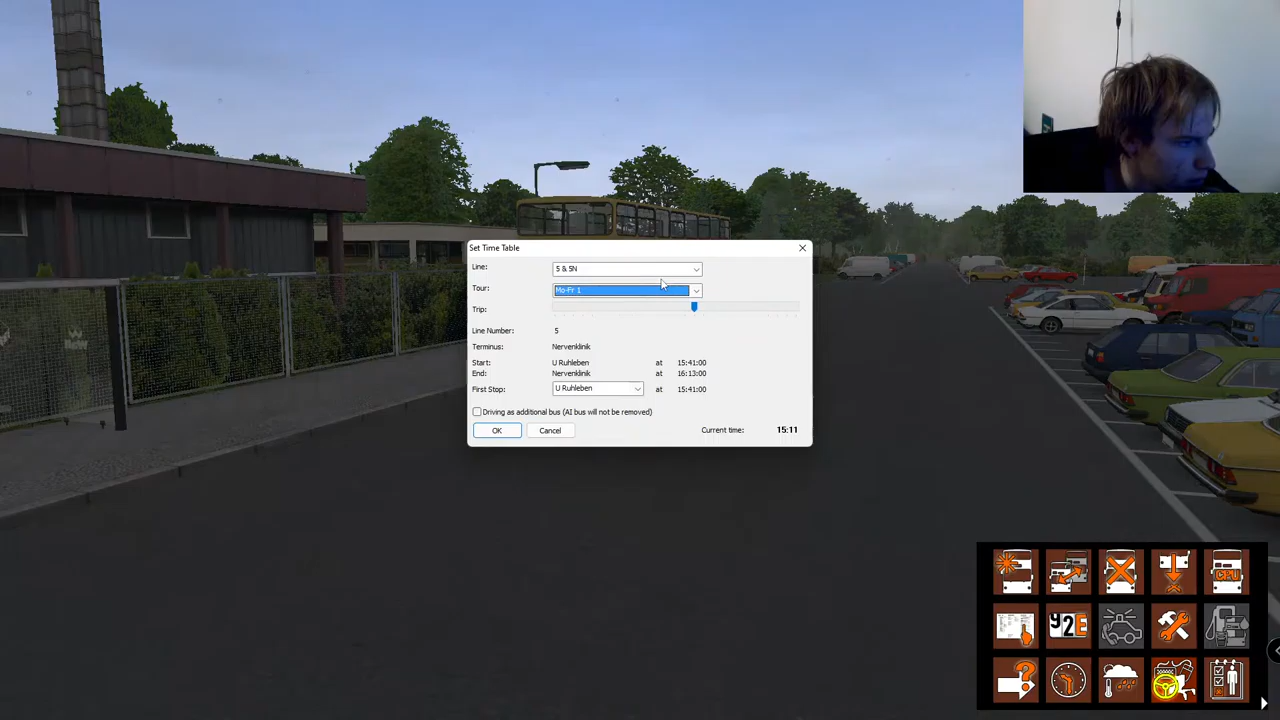 Set Time Table
Line: 5 & 5N
Tour: Mo-Fr 1
Trip:
Line Number: 5
Terminus: Nervenklinik
Start: U Ruhleben at 15:41:00
End: Nervenklinik at 16:13:00
First Stop: U Ruhleben at 15:41:00
Driving as additional bus (AI bus will not be removed)
OK Cancel Current time: 15:11
CPU
92E